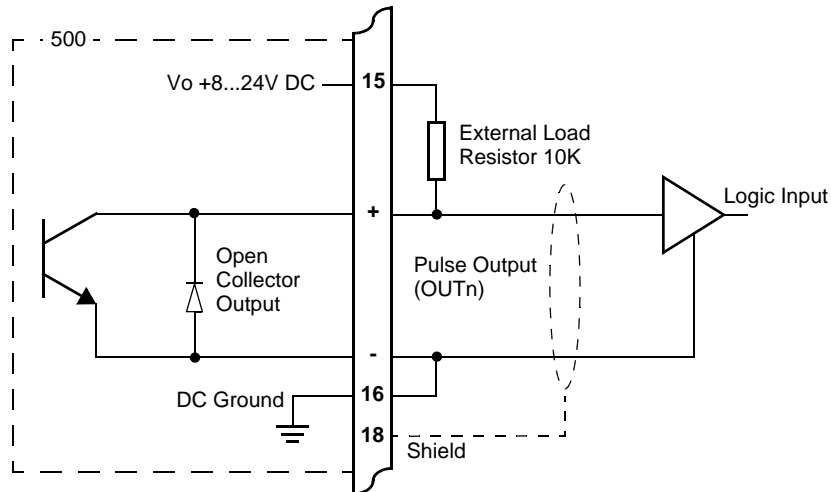 500
Vo +8...24V DC
15
External Load
Resistor 10K
+
Logic Input
Open
Collector
Output
Pulse Output
(OUTn)
-
DC Ground
16
18
Shield